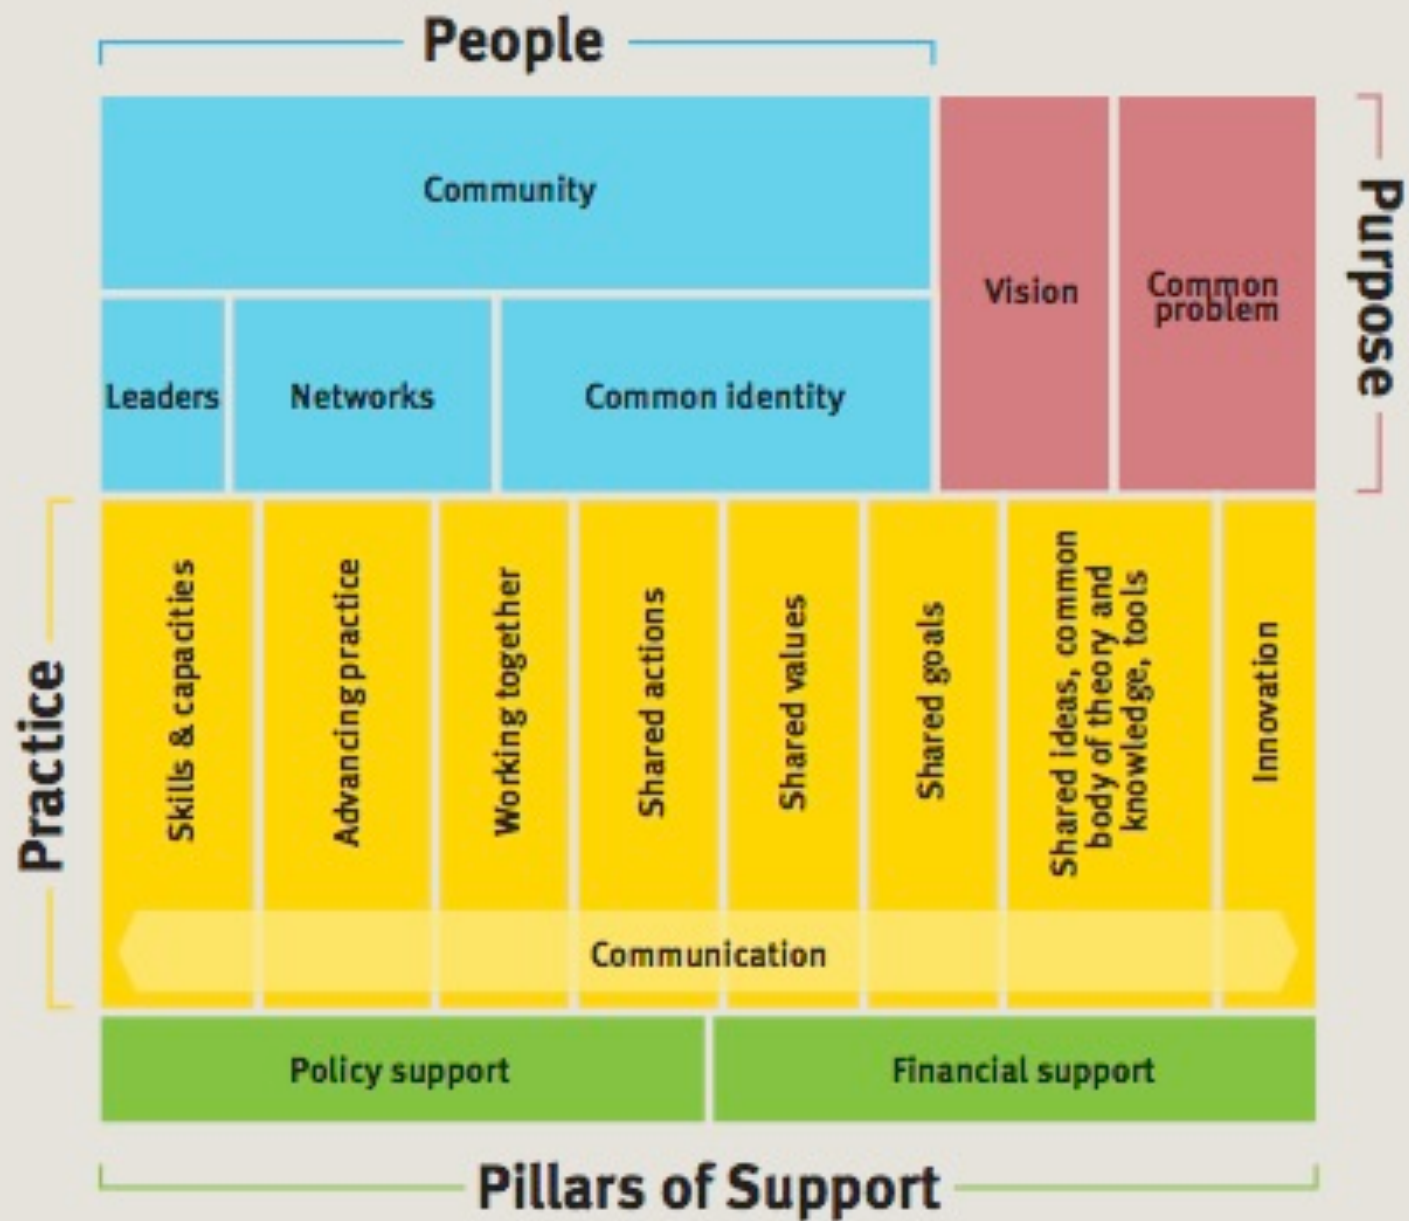 People
Community
Vision
Common
problem
Purpose
Leaders
Networks
Common identity
Practice
Skills & capacities
Advancing practice
Working together
Shared actions
Shared values
Shared goals
Shared ideas, common
body of theory and
knowledge, tools
Innovation
Communication
Policy support
Financial support
Pillars of Support